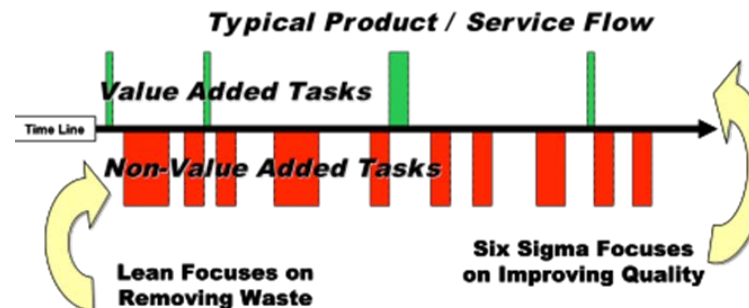 Typical Product / Service Flow
Value Added Tasks
Time Line
Non-Value Added Tasks
Lean Focuses on
Removing Waste
Six Sigma Focuses
on Improving Quality